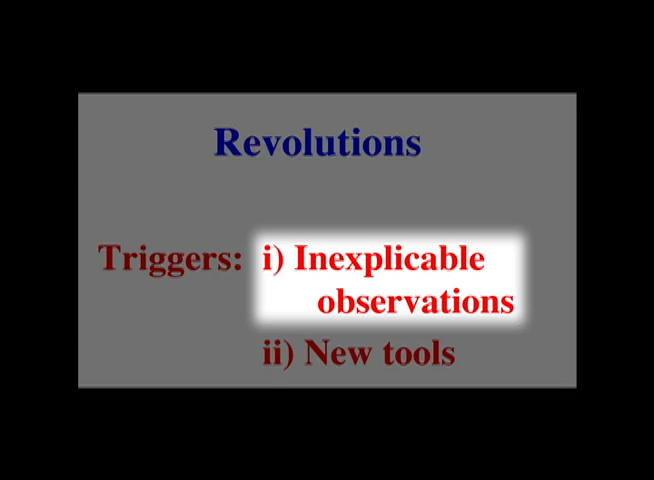 Revolutions
Triggers: i) Inexplicable
observations
ii) New tools